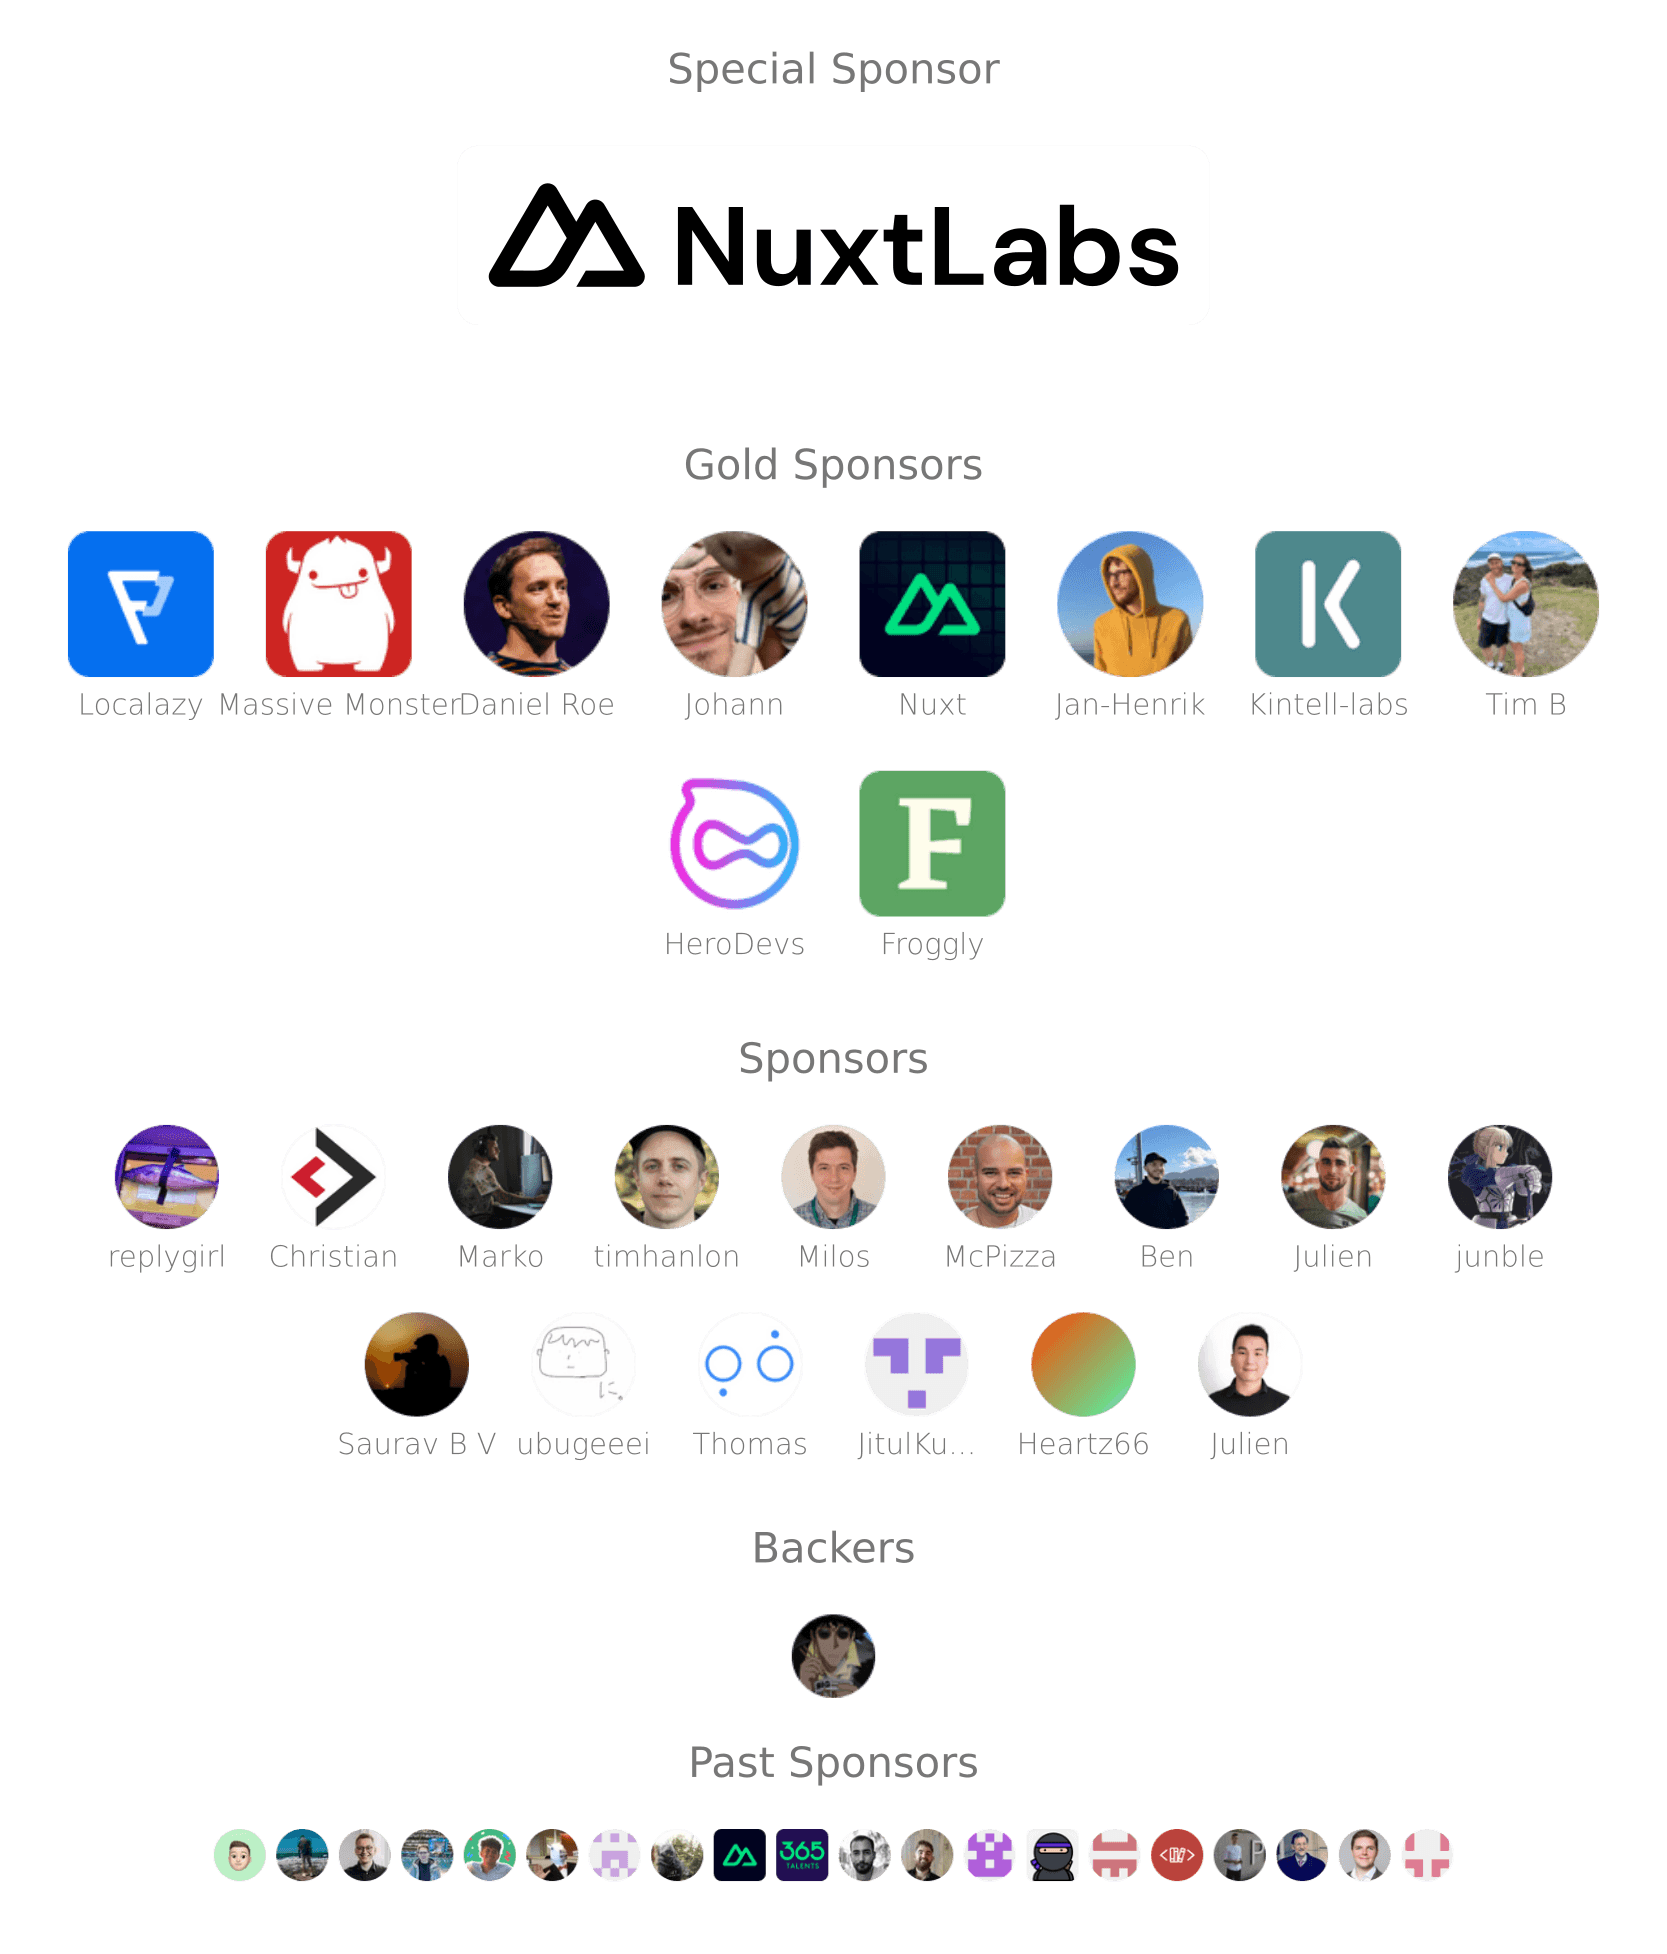 Special Sponsor
NuxtLabs
Gold Sponsors
Localazy Massive Monster Daniel Roe Johann Nuxt Jan-Henrik Kintell-labs Tim B
F
HeroDevs Froggly
Sponsors
replygirl Christian Marko timhanlon Milos McPizza Ben Julien junble
Saurav B V ubugeeei Thomas JitulKu... Heartz66 Julien
Backers
Past Sponsors
365
TALENTS